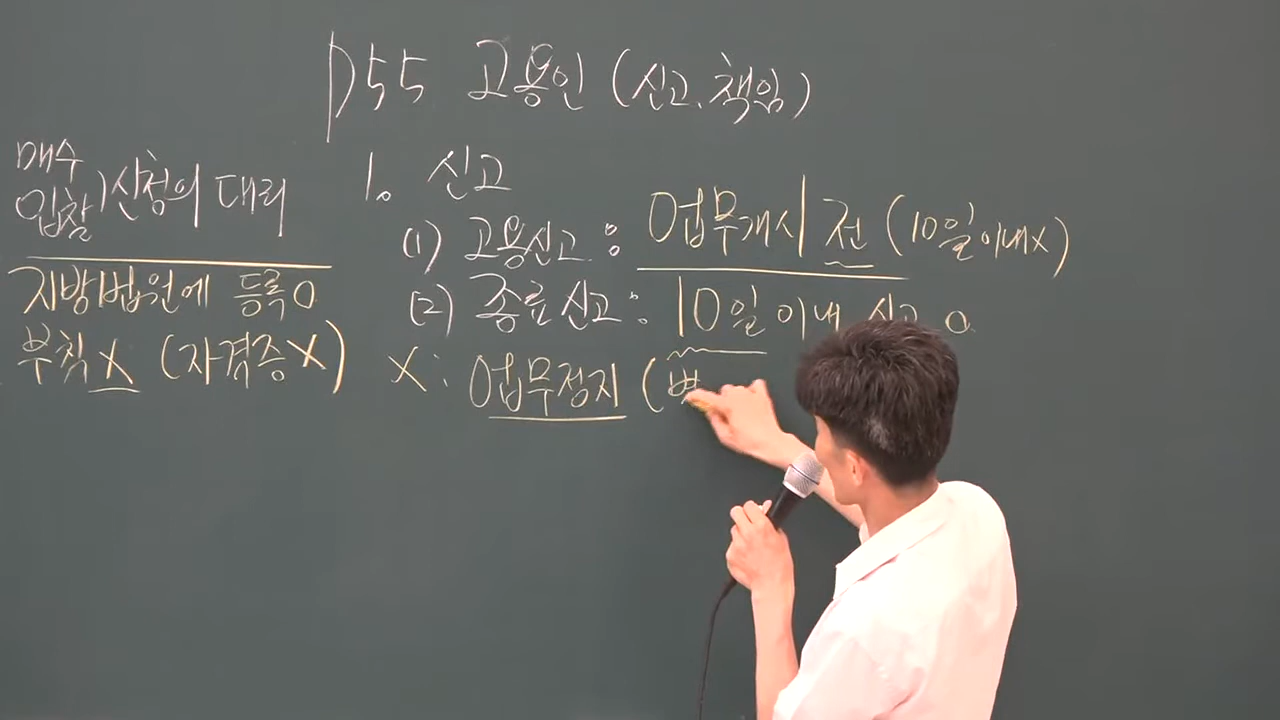 P55 고용인 (신고.책임)
매수
입찰)신청의 대리
지방법원에 등록O
부칙X (자격증X)
1. 신고
(1) 고용신고 : 업무개시 전 (10일 이내X)
(2) 종료신고 : 10일 이내 신고 O
X : 업무정지 (